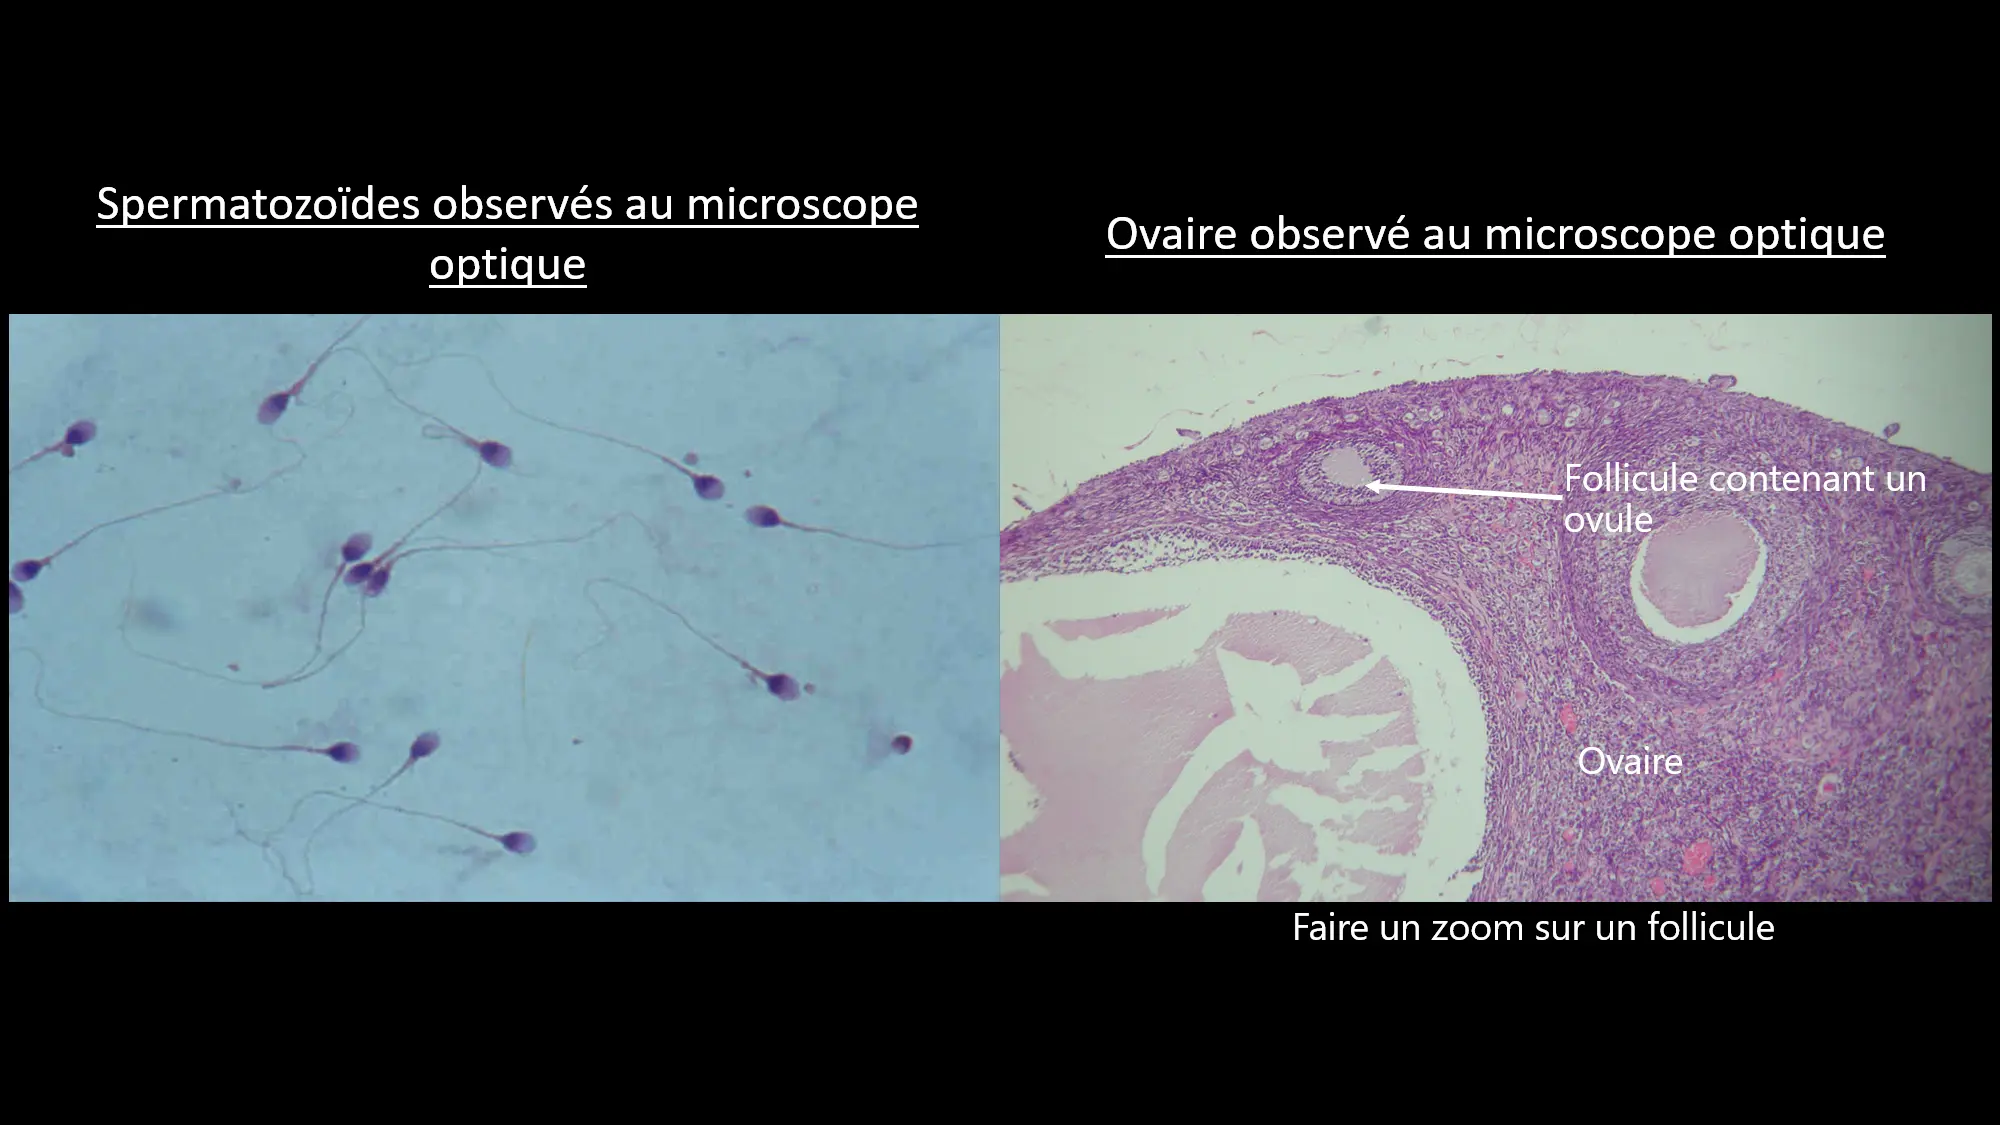 Spermatozoïdes observés au microscope
optique
Ovaire observé au microscope optique
Follicule contenant un
ovule
Ovaire
Faire un zoom sur un follicule